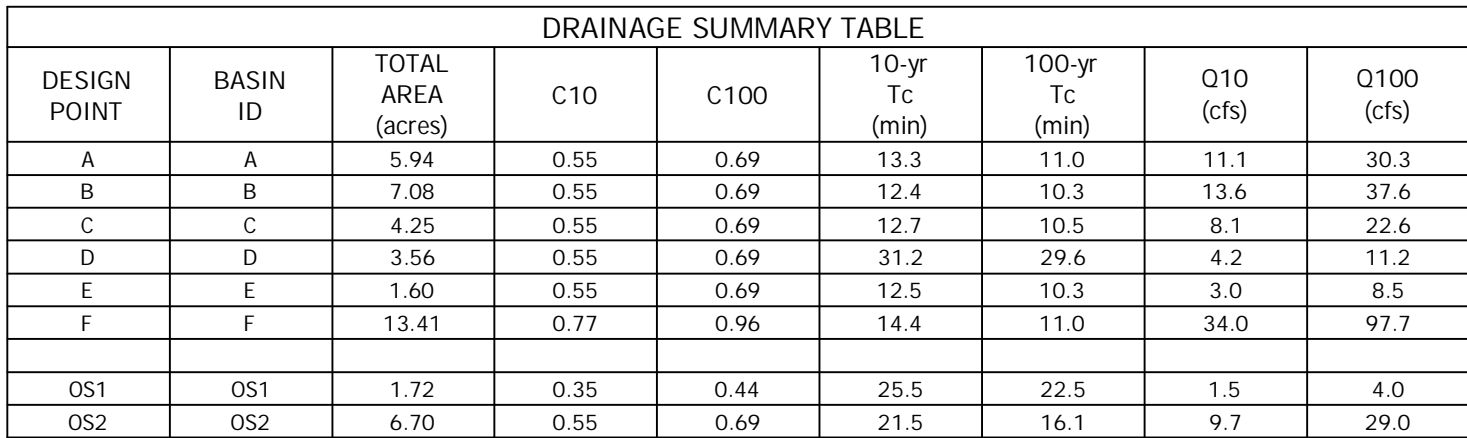 DRAINAGE SUMMARY TABLE
DESIGN POINT BASIN ID TOTAL AREA (acres) C10 C100 10-yr Tc (min) 100-yr Tc (min) Q10 (cfs) Q100 (cfs)
A A 5.94 0.55 0.69 13.3 11.0 11.1 30.3
B B 7.08 0.55 0.69 12.4 10.3 13.6 37.6
C C 4.25 0.55 0.69 12.7 10.5 8.1 22.6
D D 3.56 0.55 0.69 31.2 29.6 4.2 11.2
E E 1.60 0.55 0.69 12.5 10.3 3.0 8.5
F F 13.41 0.77 0.96 14.4 11.0 34.0 97.7
OS1 OS1 1.72 0.35 0.44 25.5 22.5 1.5 4.0
OS2 OS2 6.70 0.55 0.69 21.5 16.1 9.7 29.0